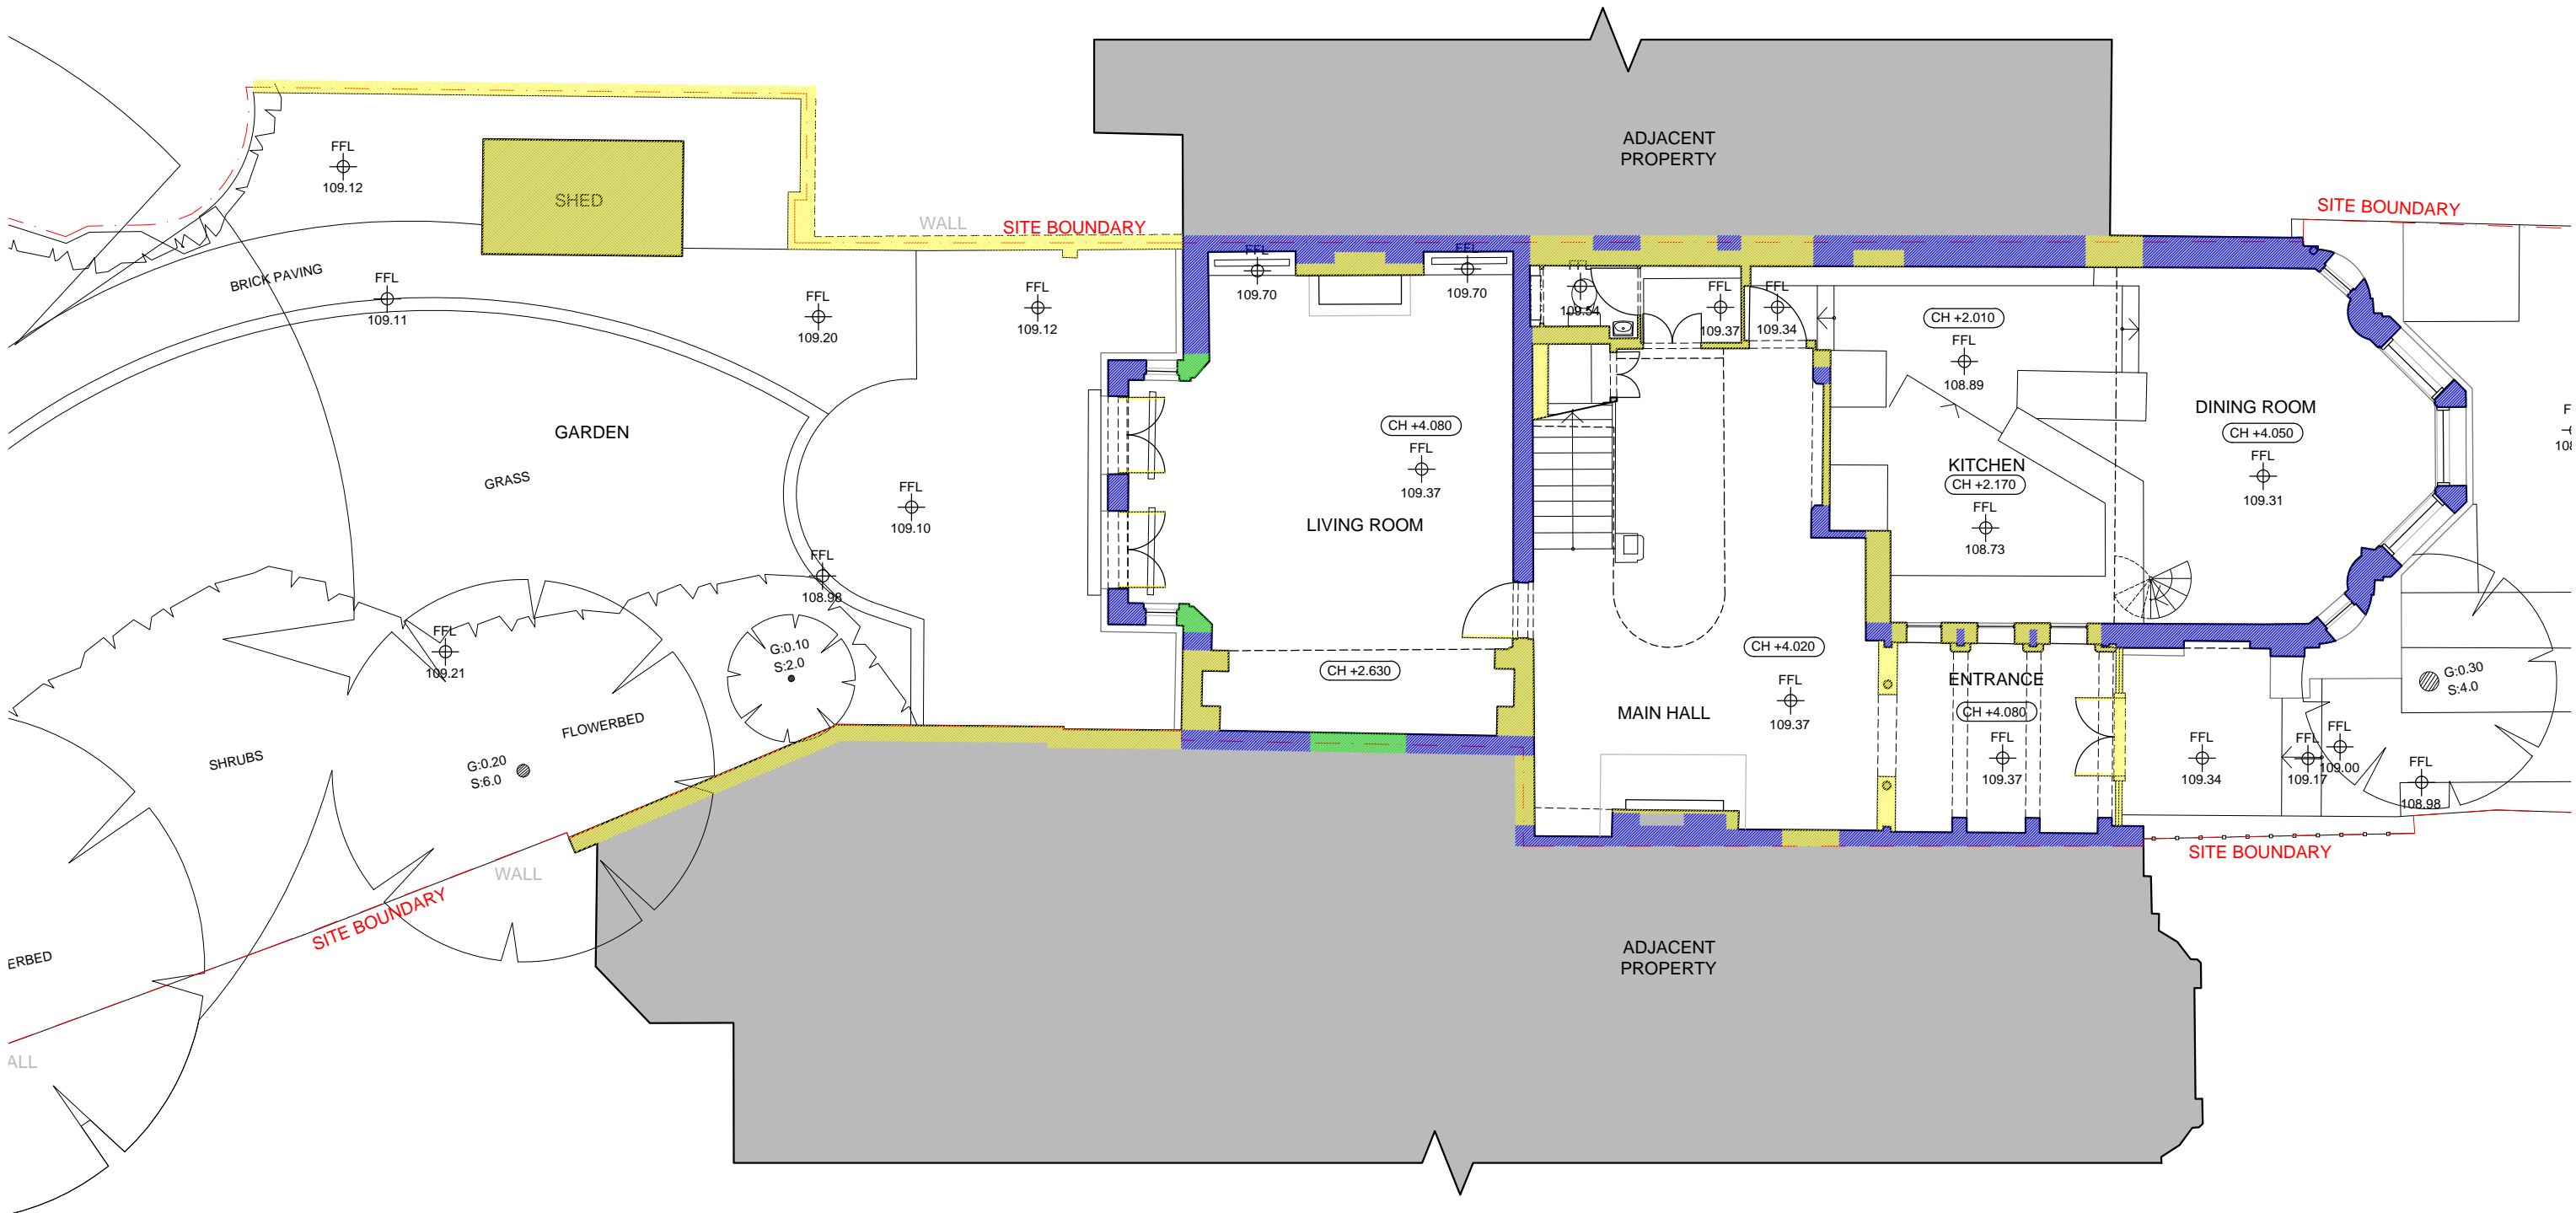 ADJACENT
PROPERTY
SITE BOUNDARY
FFL
109.12
SHED
WALL
SITE BOUNDARY
BRICK PAVING
FFL
109.11
FFL
109.20
FFL
109.12
FFL
109.70
FFL
109.70
109.54
FFL
109.37
FFL
109.34
CH +2.010
FFL
108.89
DINING ROOM
CH +4.050
FFL
109.31
GARDEN
GRASS
FFL
109.10
CH +4.080
FFL
109.37
LIVING ROOM
KITCHEN
CH +2.170
FFL
108.73
FFL
108.98
FFL
109.21
G:0.10
S:2.0
CH +2.630
CH +4.020
FFL
109.37
MAIN HALL
ENTRANCE
CH +4.080
FFL
109.37
FFL
109.34
FFL
109.17
FFL
109.00
FFL
108.98
G:0.30
S:4.0
SHRUBS
FLOWERBED
G:0.20
S:6.0
WALL
SITE BOUNDARY
SITE BOUNDARY
ERBED
ALL
ADJACENT
PROPERTY